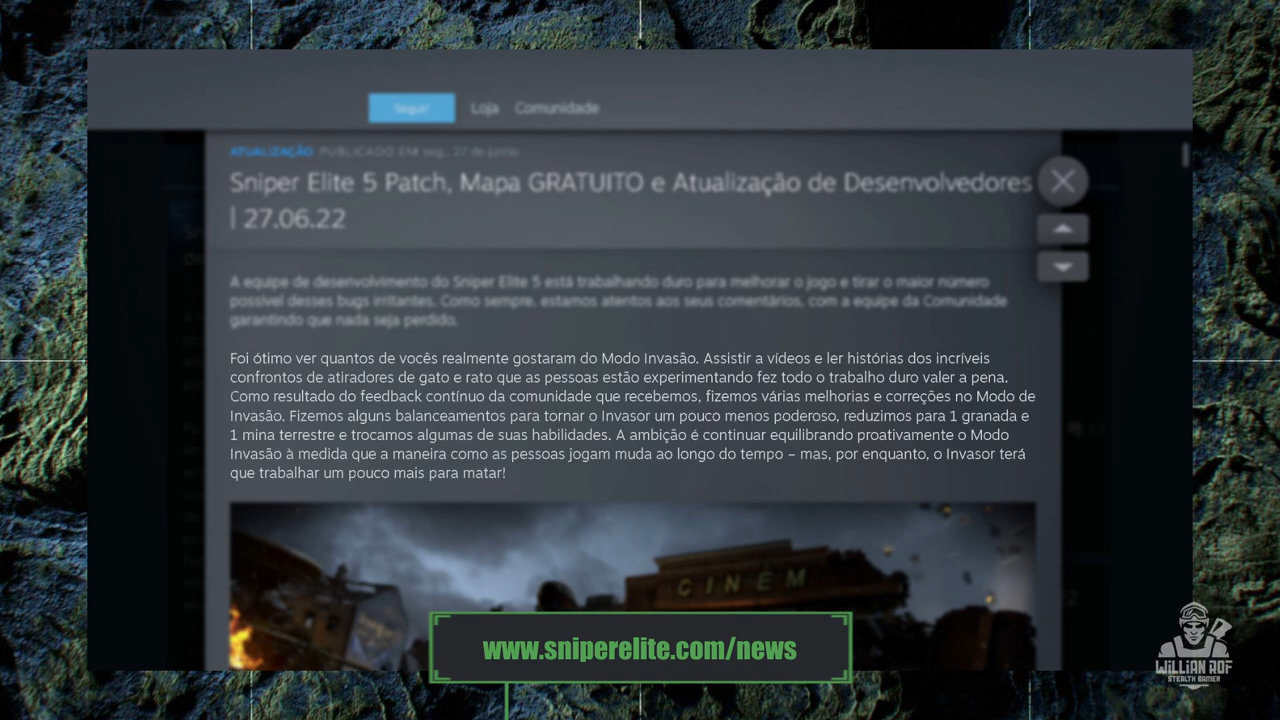 Seguir Loja Comunidade
ATUALIZAÇÃO PUBLICADO EM seg., 27 de junho
Sniper Elite 5 Patch, Mapa GRATUITO e Atualização de Desenvolvedores
| 27.06.22
A equipe de desenvolvimento do Sniper Elite 5 está trabalhando duro para melhorar o jogo e tirar o maior número
possível desses bugs irritantes. Como sempre, estamos atentos aos seus comentários, com a equipe da Comunidade
garantindo que nada seja perdido.
Foi ótimo ver quantos de vocês realmente gostaram do Modo Invasão. Assistir a vídeos e ler histórias dos incríveis
confrontos de atiradores de gato e rato que as pessoas estão experimentando fez todo o trabalho duro valer a pena.
Como resultado do feedback contínuo da comunidade que recebemos, fizemos várias melhorias e correções no Modo de
Invasão. Fizemos alguns balanceamentos para tornar o Invasor um pouco menos poderoso, reduzimos para 1 granada e
1 mina terrestre e trocamos algumas de suas habilidades. A ambição é continuar equilibrando proativamente o Modo
Invasão à medida que a maneira como as pessoas jogam muda ao longo do tempo – mas, por enquanto, o Invasor terá
que trabalhar um pouco mais para matar!
CINÉM
www.sniperelite.com/news
WILLIAN ROF
STEALTH GAMER